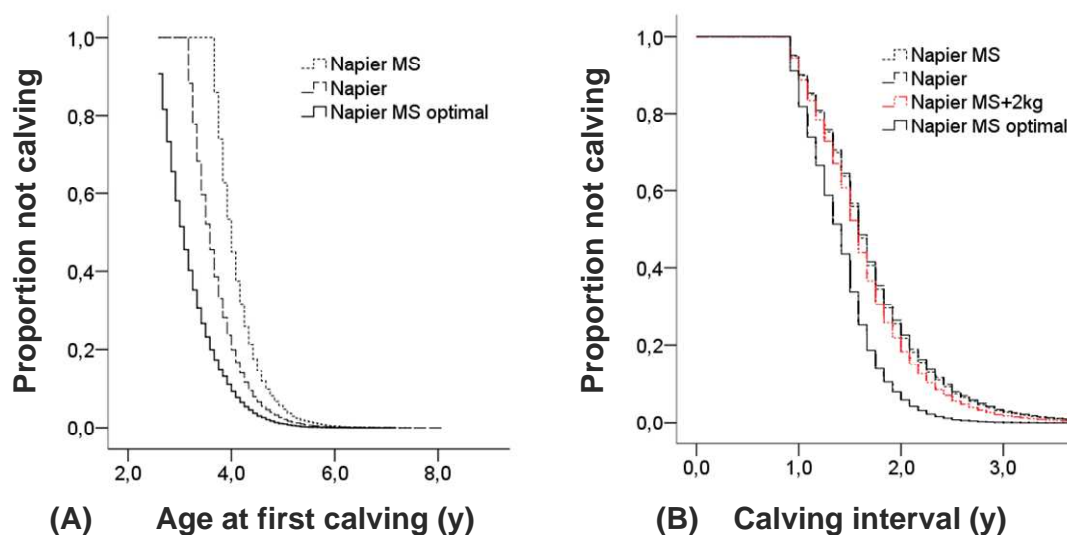 Proportion not calving
1,0
0,8
0,6
0,4
0,2
0,0
Napier MS
Napier
Napier MS optimal
2,0 4,0 6,0 8,0
(A) Age at first calving (y)
Proportion not calving
1,0
0,8
0,6
0,4
0,2
0,0
Napier MS
Napier
Napier MS+2kg
Napier MS optimal
0,0 1,0 2,0 3,0
(B) Calving interval (y)